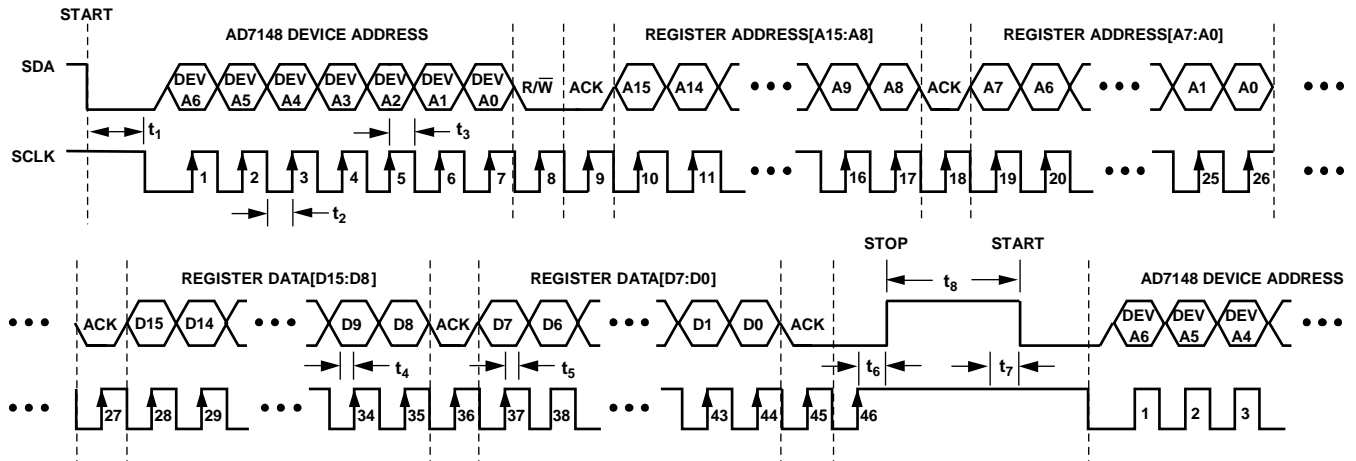 START
AD7148 DEVICE ADDRESS
REGISTER ADDRESS[A15:A8]
REGISTER ADDRESS[A7:A0]
SDA
DEV A6 DEV A5 DEV A4 DEV A3 DEV A2 DEV A1 DEV A0 R/W̅ ACK A15 A14 A9 A8 ACK A7 A6 A1 A0
t1
t3
SCLK
1 2 3 4 5 6 7 8 9 10 11 16 17 18 19 20 25 26
t2
STOP
START
REGISTER DATA[D15:D8]
REGISTER DATA[D7:D0]
t8
AD7148 DEVICE ADDRESS
ACK D15 D14 D9 D8 ACK D7 D6 D1 D0 ACK DEV A6 DEV A5 DEV A4
t4
t5
t6
t7
27 28 29 34 35 36 37 38 43 44 45 46 1 2 3